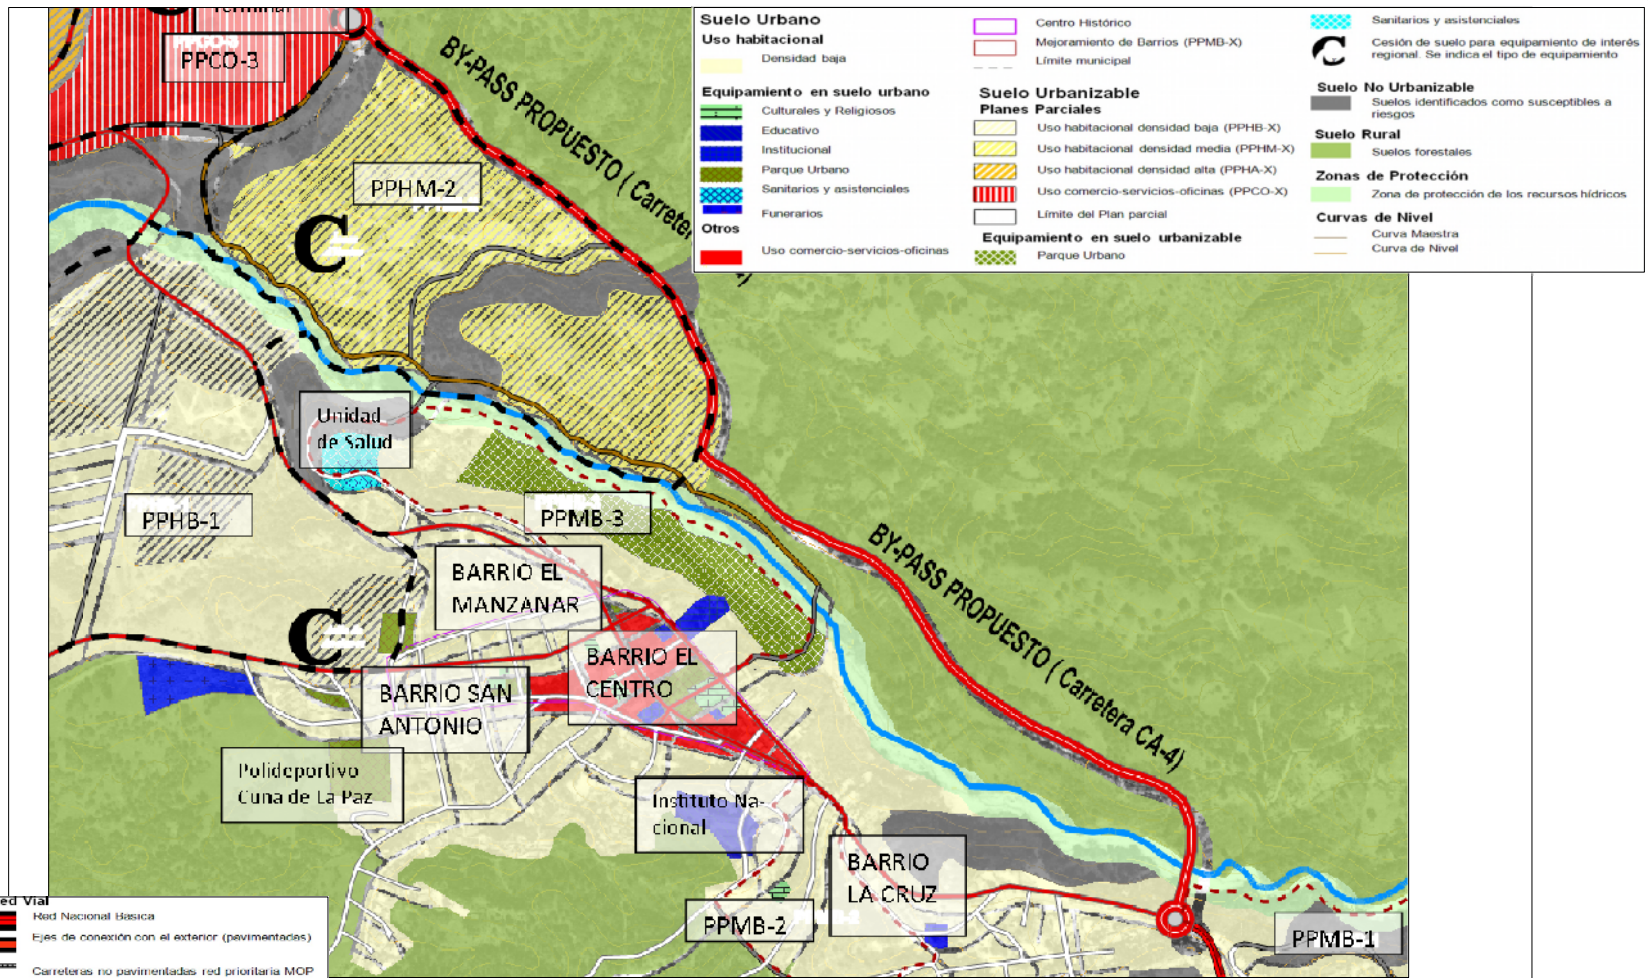 Terminal
PPCO-3
BY-PASS PROPUESTO ( Carretera
PPHM-2
C
Unidad
de Salud
PPHB-1
PPMB-3
BARRIO EL
MANZANAR
C
BARRIO EL
CENTRO
BARRIO SAN
ANTONIO
Polideportivo
Cuna de La Paz
Instituto Na-
cional
BARRIO
LA CRUZ
PPMB-2
PPMB-1
BY-PASS PROPUESTO ( Carretera CA-4)
Suelo Urbano
Uso habitacional
Densidad baja
Equipamiento en suelo urbano
Culturales y Religiosos
Educativo
Institucional
Parque Urbano
Sanitarios y asistenciales
Funerarios
Otros
Uso comercio-servicios-oficinas
Centro Histórico
Mejoramiento de Barrios (PPMB-X)
Límite municipal
Suelo Urbanizable
Planes Parciales
Uso habitacional densidad baja (PPHB-X)
Uso habitacional densidad media (PPHM-X)
Uso habitacional densidad alta (PPHA-X)
Uso comercio-servicios-oficinas (PPCO-X)
Límite del Plan parcial
Equipamiento en suelo urbanizable
Parque Urbano
Sanitarios y asistenciales
C
Cesión de suelo para equipamiento de interés
regional. Se indica el tipo de equipamiento
Suelo No Urbanizable
Suelos identificados como susceptibles a
riesgos
Suelo Rural
Suelos forestales
Zonas de Protección
Zona de protección de los recursos hídricos
Curvas de Nivel
Curva Maestra
Curva de Nivel
ed Vial
Red Nacional Basica
Ejes de conexión con el exterior (pavimentadas)
Carreteras no pavimentadas red prioritaria MOP